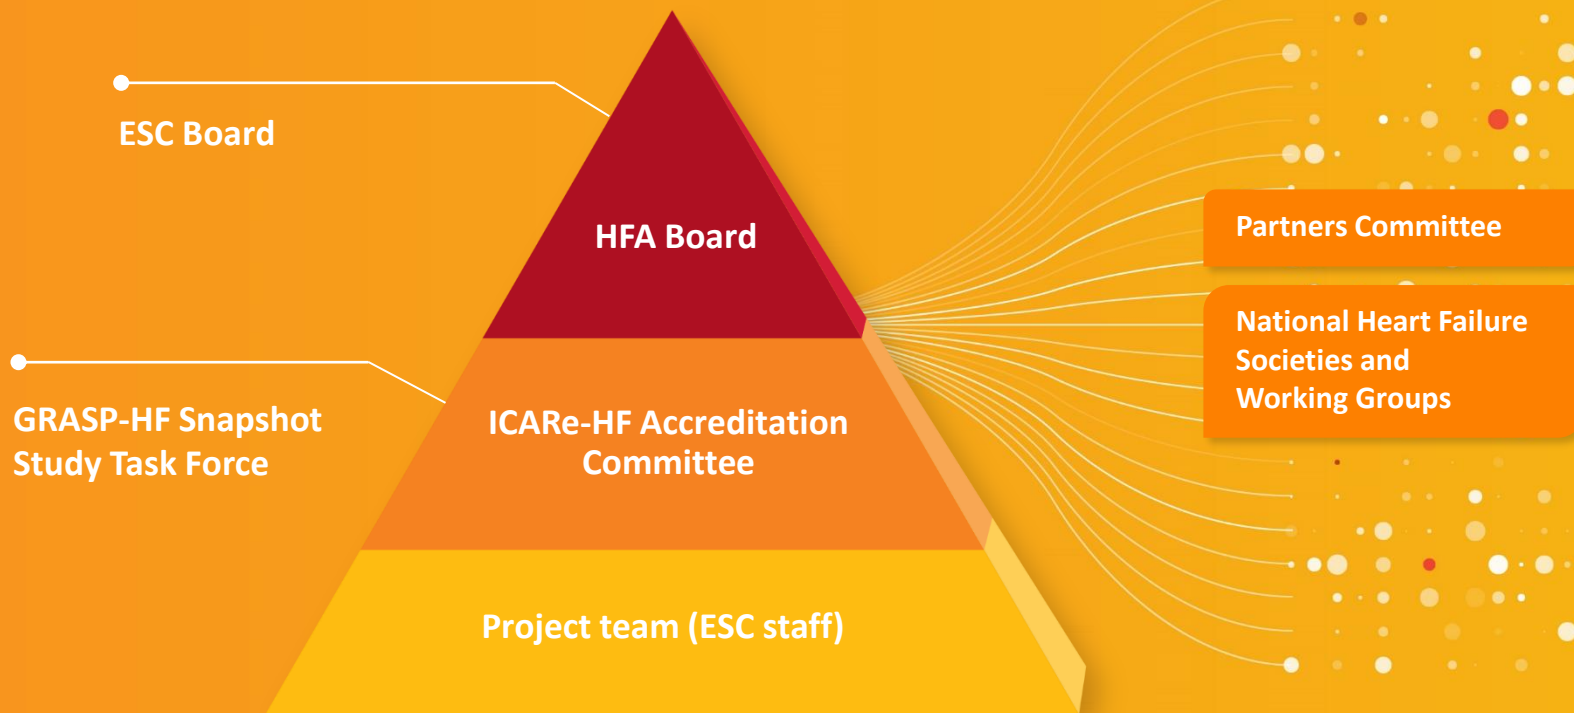 ESC Board
HFA Board
GRASP-HF Snapshot
Study Task Force
ICARe-HF Accreditation
Committee
Project team (ESC staff)
Partners Committee
National Heart Failure
Societies and
Working Groups